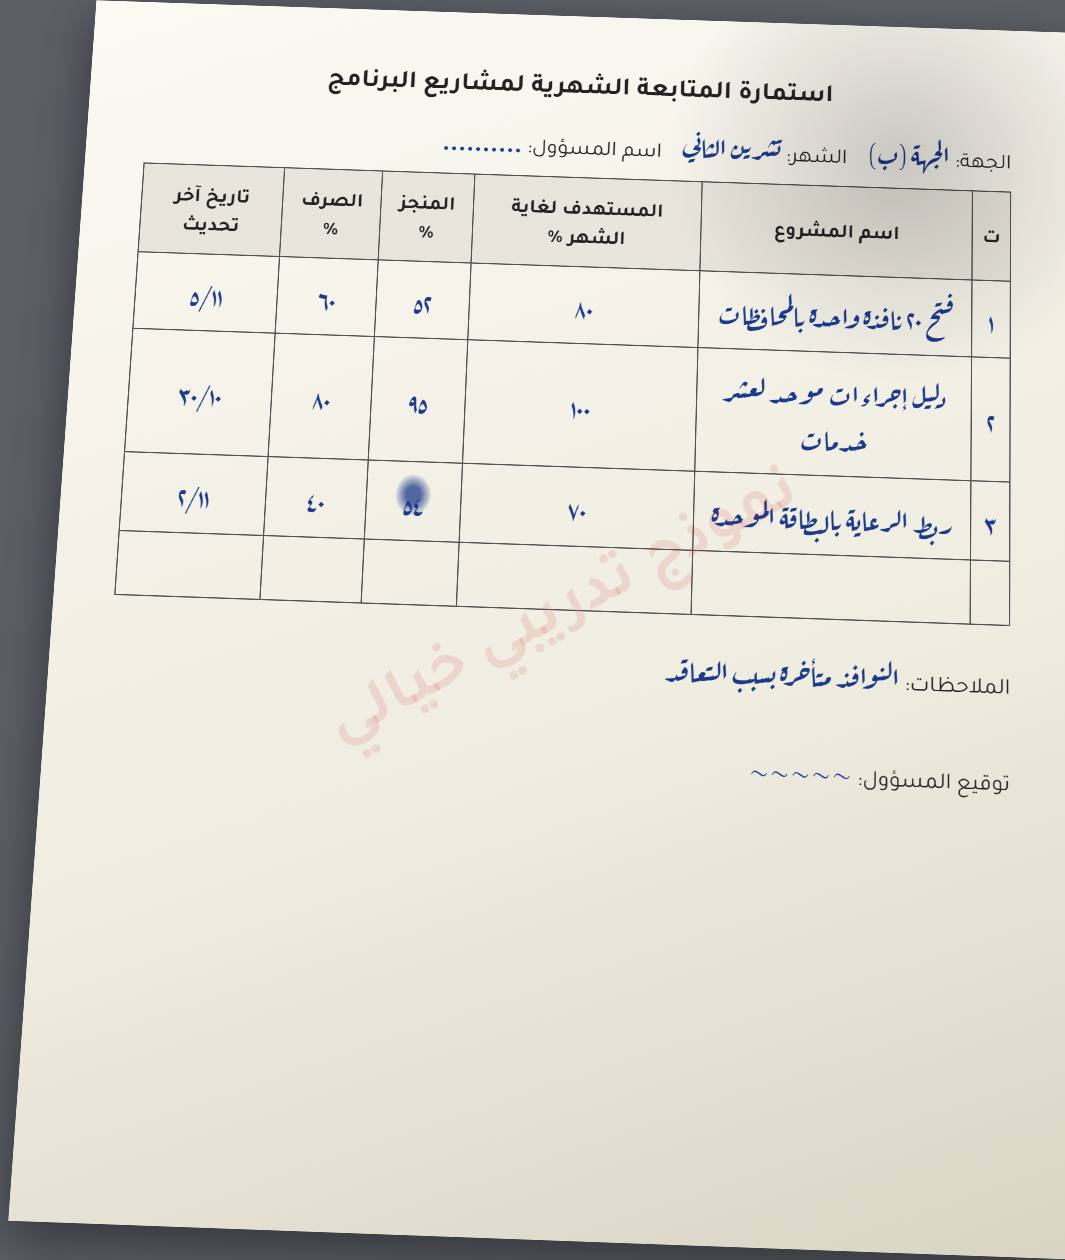 استمارة المتابعة الشهرية لمشاريع البرنامج
الجهة: الجهة (ب) الشهر: تشرين الثاني اسم المسؤول: ..........
ت اسم المشروع المستهدف لغاية الشهر % المنجز % الصرف % تاريخ آخر تحديث
١ فتح ٢٠ نافذة واحدة بالمحافظات ٨٠ ٥٢ ٦٠ ٥/١١
٢ دليل إجراءات موحد لعشر خدمات ١٠٠ ٩٥ ٨٠ ٣٠/١٠
٣ ربط الرعاية بالبطاقة الموحدة ٧٠ ٤٠ ٢/١١
نموذج تدريبي خيالي
الملاحظات: النوافذ متأخرة بسبب التعاقد
توقيع المسؤول: ~~~~~